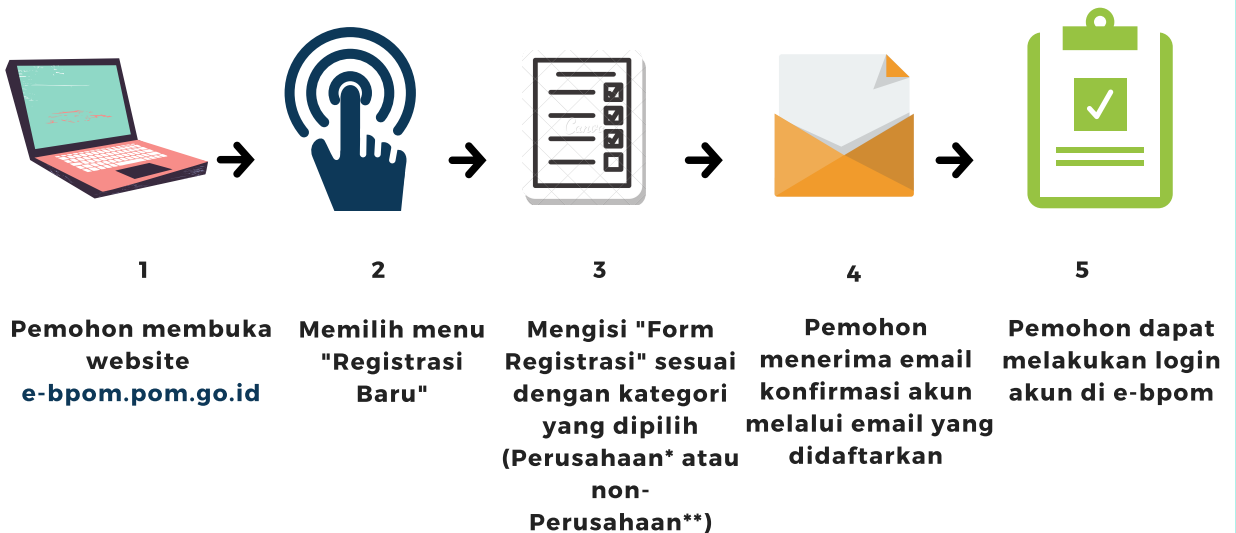 1
Pemohon membuka
website
e-bpom.pom.go.id
2
Memilih menu
"Registrasi
Baru"
3
Mengisi "Form
Registrasi" sesuai
dengan kategori
yang dipilih
(Perusahaan* atau
non-
Perusahaan**)
4
Pemohon
menerima email
konfirmasi akun
melalui email yang
didaftarkan
5
Pemohon dapat
melakukan login
akun di e-bpom